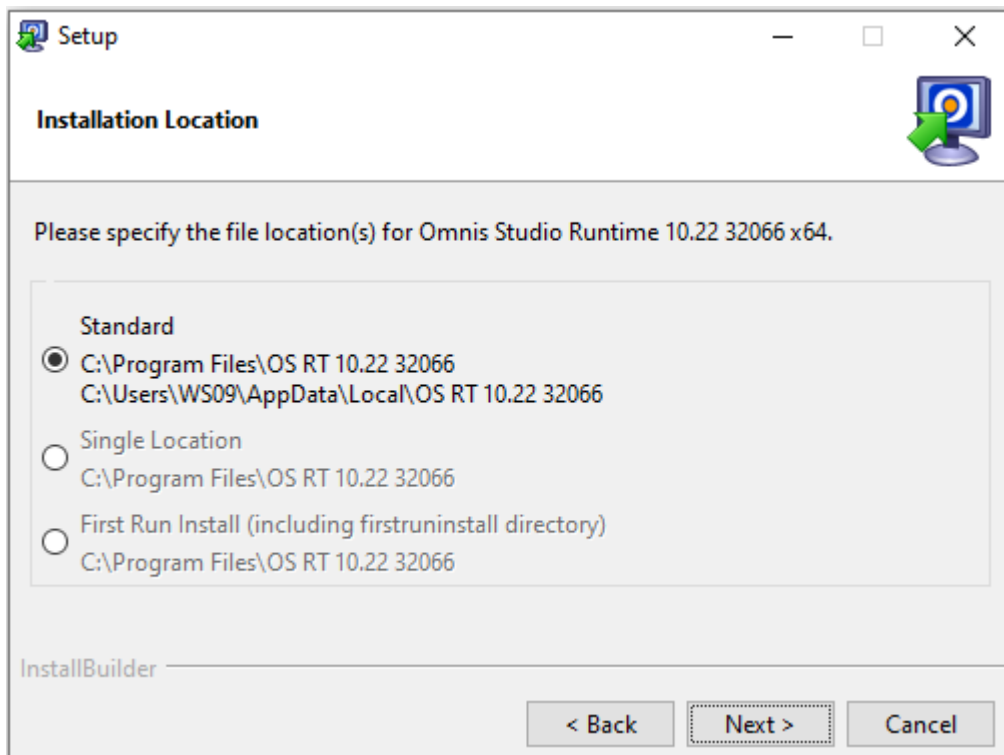 Setup
Installation Location
Please specify the file location(s) for Omnis Studio Runtime 10.22 32066 x64.
Standard
C:\Program Files\OS RT 10.22 32066
C:\Users\WS09\AppData\Local\OS RT 10.22 32066
Single Location
C:\Program Files\OS RT 10.22 32066
First Run Install (including firstruninstall directory)
C:\Program Files\OS RT 10.22 32066
InstallBuilder
< Back Next > Cancel